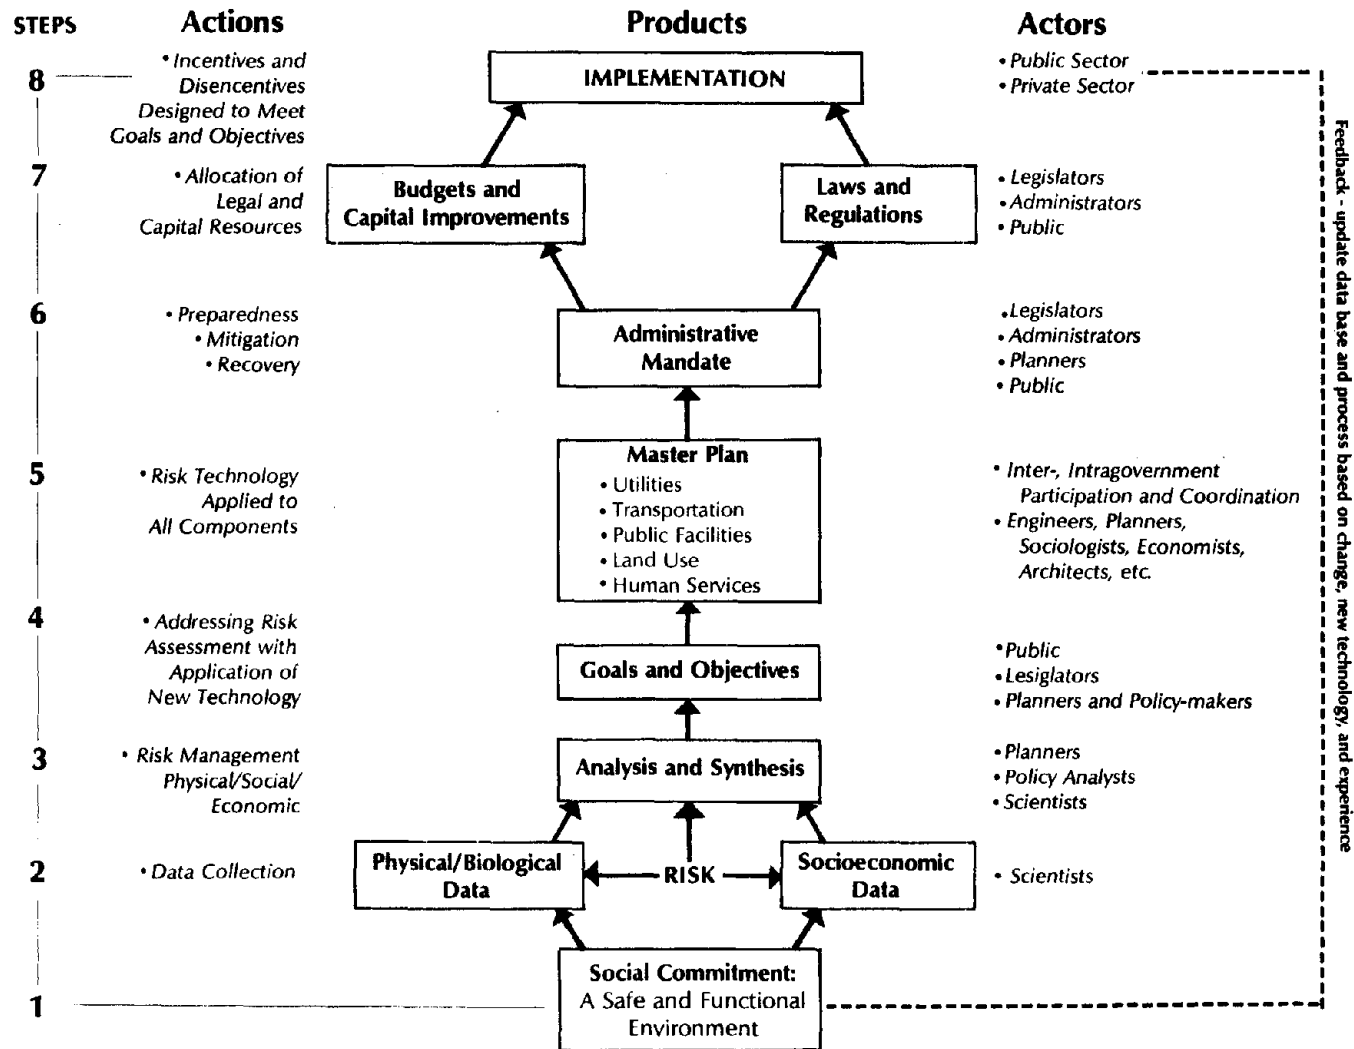 STEPS
Actions
Products
Actors
8
• Incentives and
Disencentives
Designed to Meet
Goals and Objectives
IMPLEMENTATION
• Public Sector
• Private Sector
7
• Allocation of
Legal and
Capital Resources
Budgets and
Capital Improvements
Laws and
Regulations
• Legislators
• Administrators
• Public
6
• Preparedness
• Mitigation
• Recovery
Administrative
Mandate
• Legislators
• Administrators
• Planners
• Public
5
• Risk Technology
Applied to
All Components
Master Plan
• Utilities
• Transportation
• Public Facilities
• Land Use
• Human Services
• Inter-, Intragovernment
Participation and Coordination
• Engineers, Planners,
Sociologists, Economists,
Architects, etc.
4
• Addressing Risk
Assessment with
Application of
New Technology
Goals and Objectives
• Public
• Lesiglators
• Planners and Policy-makers
3
• Risk Management
Physical/Social/
Economic
Analysis and Synthesis
• Planners
• Policy Analysts
• Scientists
2
• Data Collection
Physical/Biological
Data
RISK
Socioeconomic
Data
• Scientists
1
Social Commitment:
A Safe and Functional
Environment
Feedback - update data base and process based on change, new technology, and experience